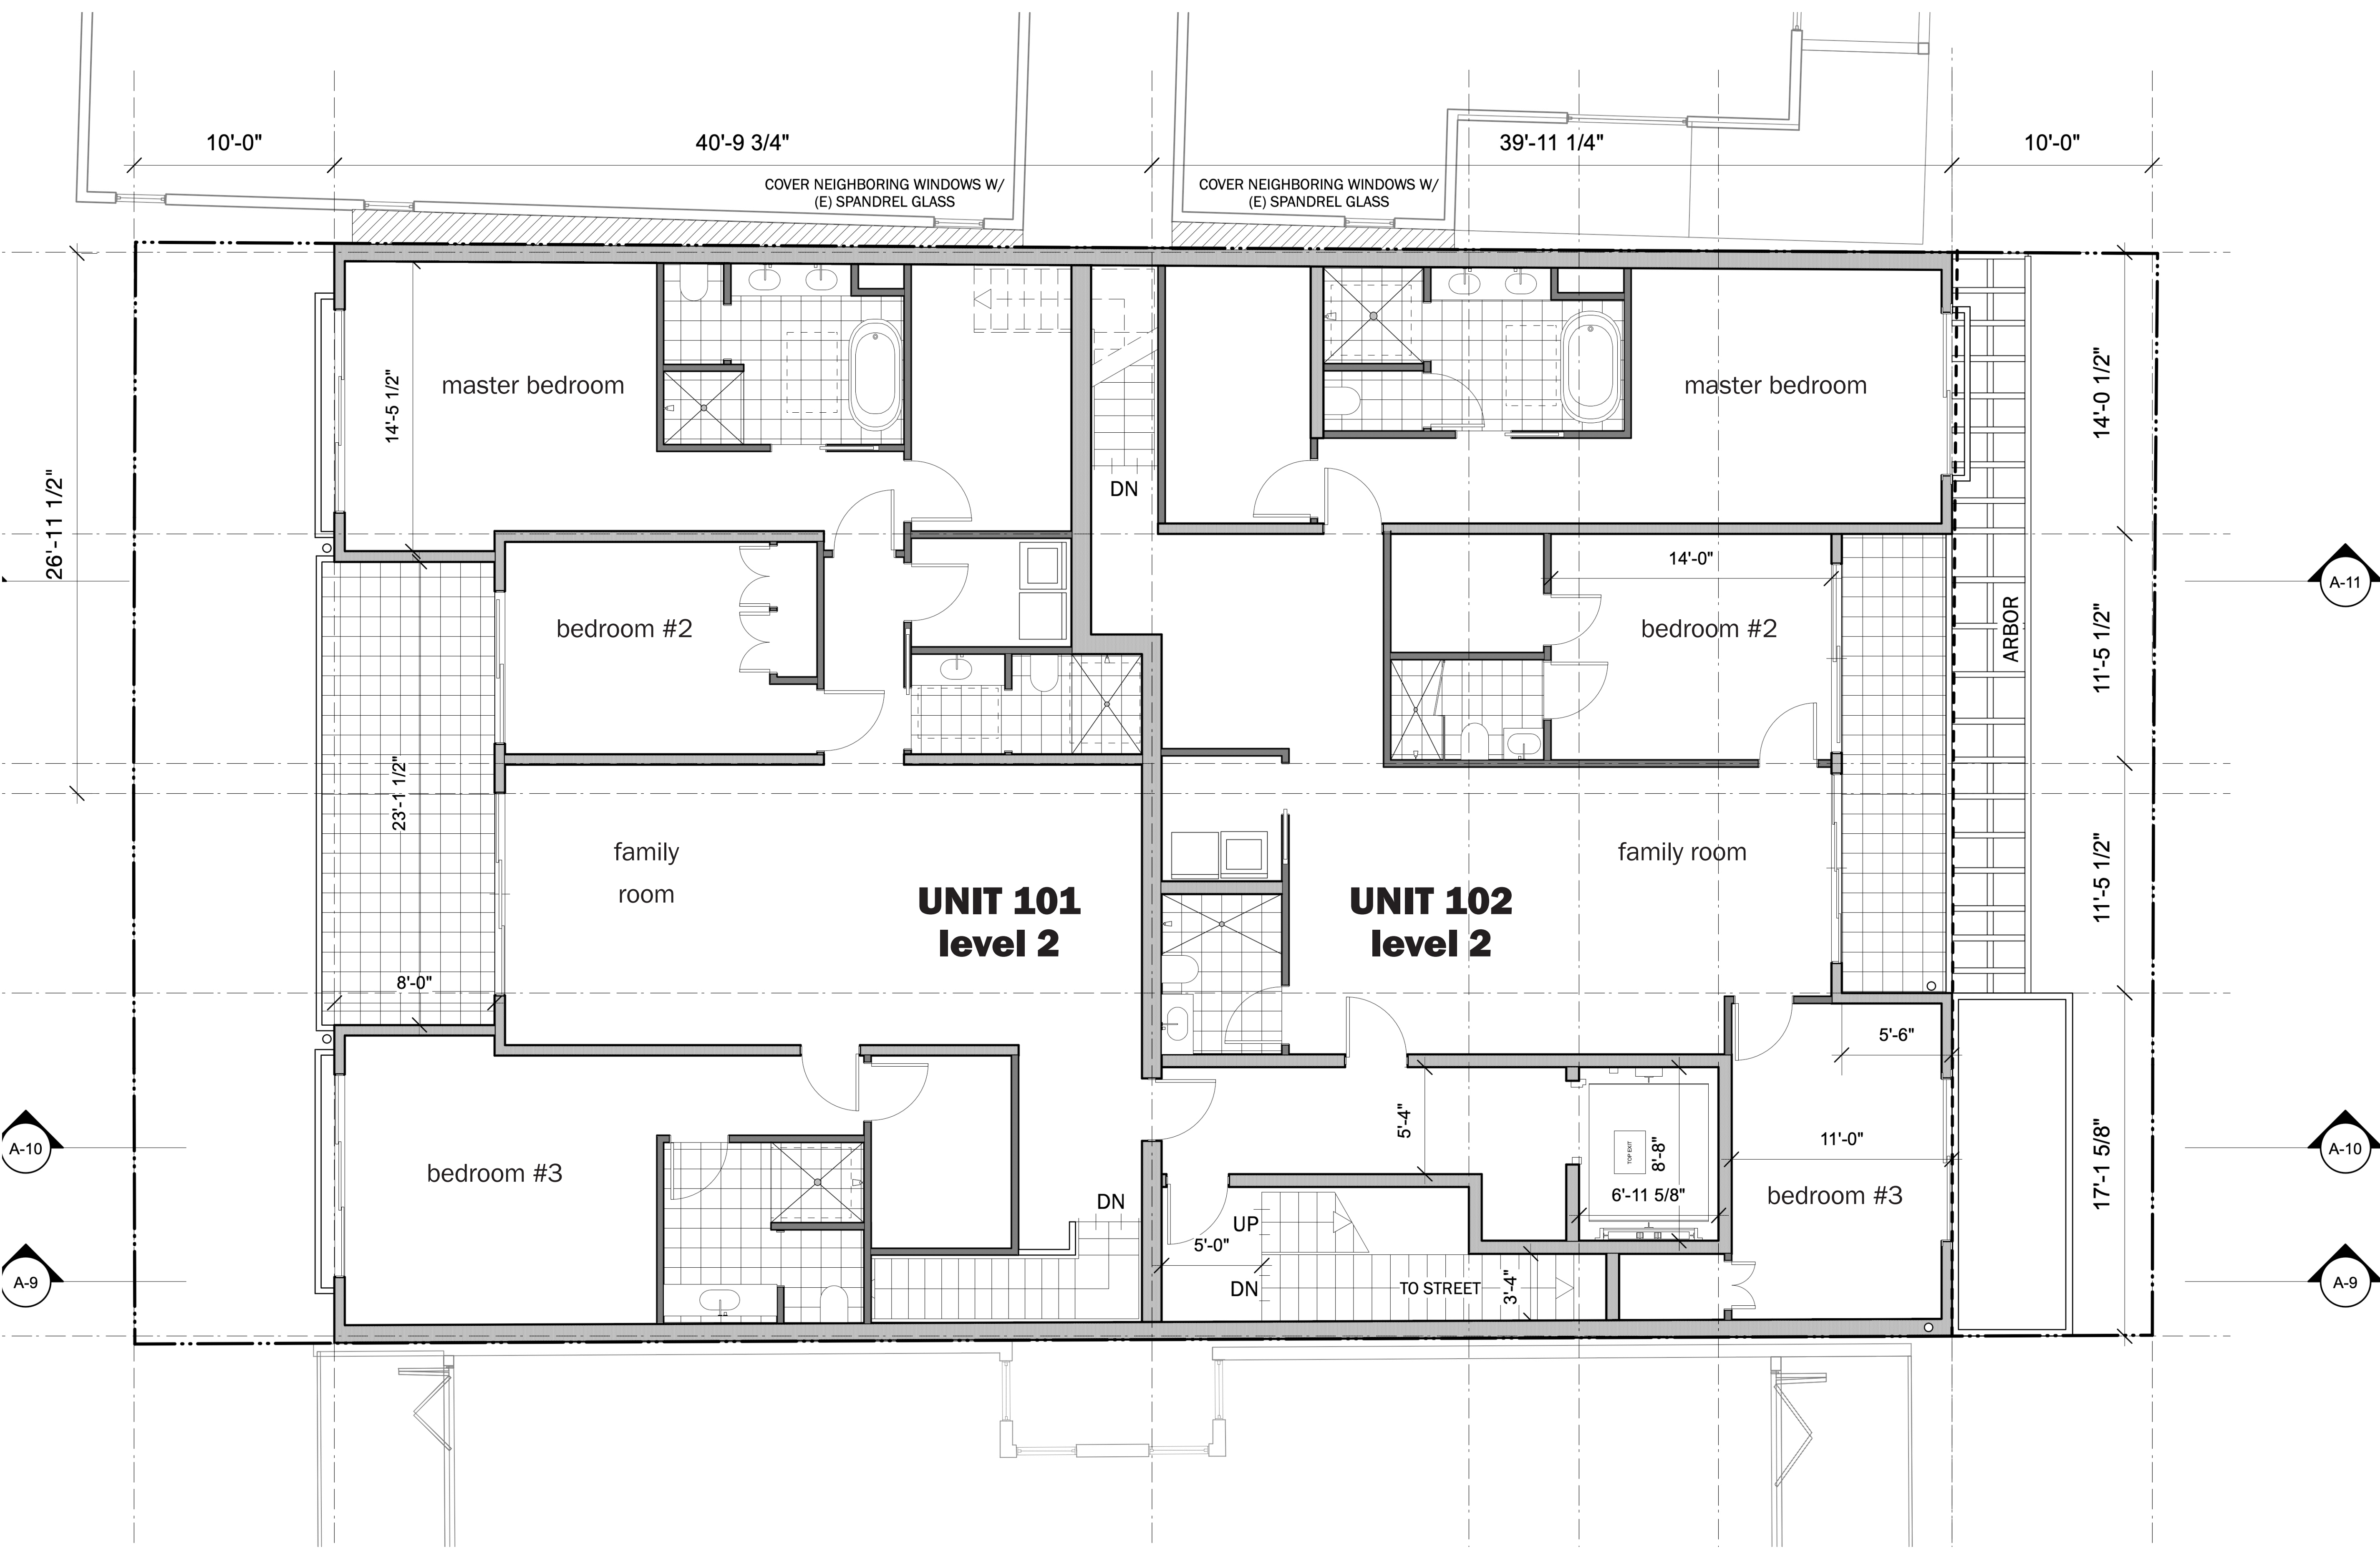 10'-0"
40'-9 3/4"
39'-11 1/4"
10'-0"
COVER NEIGHBORING WINDOWS W/
(E) SPANDREL GLASS
COVER NEIGHBORING WINDOWS W/
(E) SPANDREL GLASS
26'-11 1/2"
14'-5 1/2"
master bedroom
master bedroom
14'-0 1/2"
DN
14'-0"
A-11
bedroom #2
bedroom #2
ARBOR
11'-5 1/2"
23'-1 1/2"
family
room
family room
11'-5 1/2"
UNIT 101
level 2
UNIT 102
level 2
8'-0"
5'-6"
5'-4"
A-10
bedroom #3
TOP EXIT
8'-8"
6'-11 5/8"
11'-0"
bedroom #3
17'-1 5/8"
A-10
DN
UP
5'-0"
A-9
DN
TO STREET
3'-4"
A-9